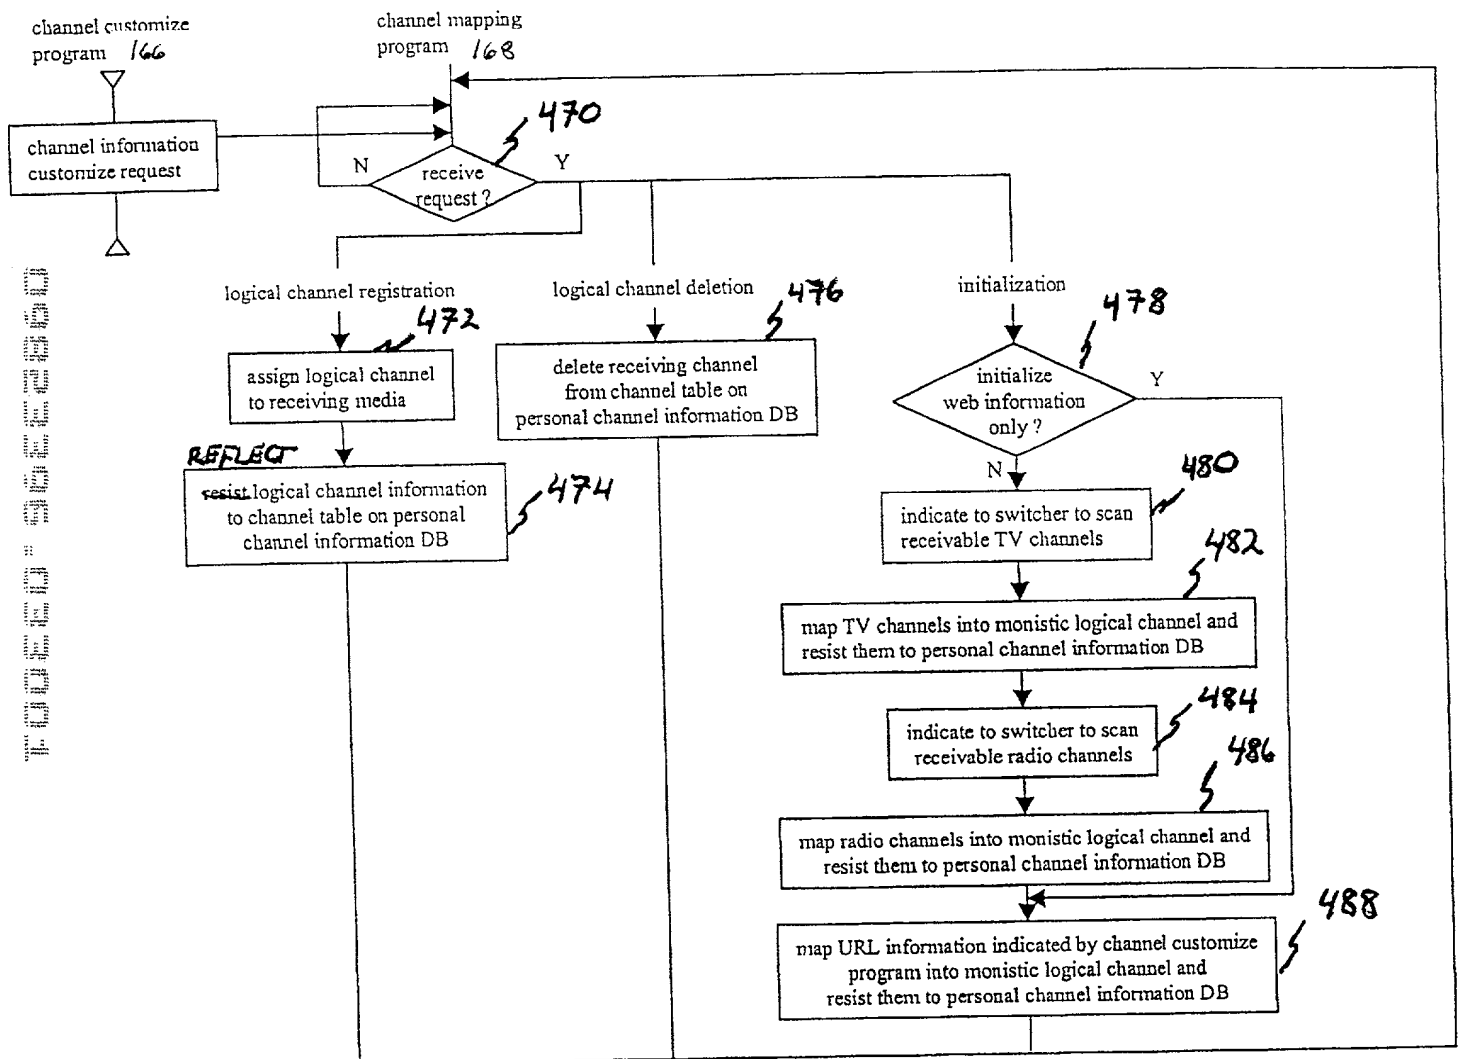 channel customize
program 166
channel mapping
program 168
channel information
customize request
470
N
receive
request ?
Y
logical channel registration
logical channel deletion
initialization
472
476
478
assign logical channel
to receiving media
delete receiving channel
from channel table on
personal channel information DB
initialize
web information
only ?
Y
N
REFLECT
resist logical channel information
to channel table on personal
channel information DB
474
480
indicate to switcher to scan
receivable TV channels
482
map TV channels into monistic logical channel and
resist them to personal channel information DB
484
indicate to switcher to scan
receivable radio channels
486
map radio channels into monistic logical channel and
resist them to personal channel information DB
488
map URL information indicated by channel customize
program into monistic logical channel and
resist them to personal channel information DB